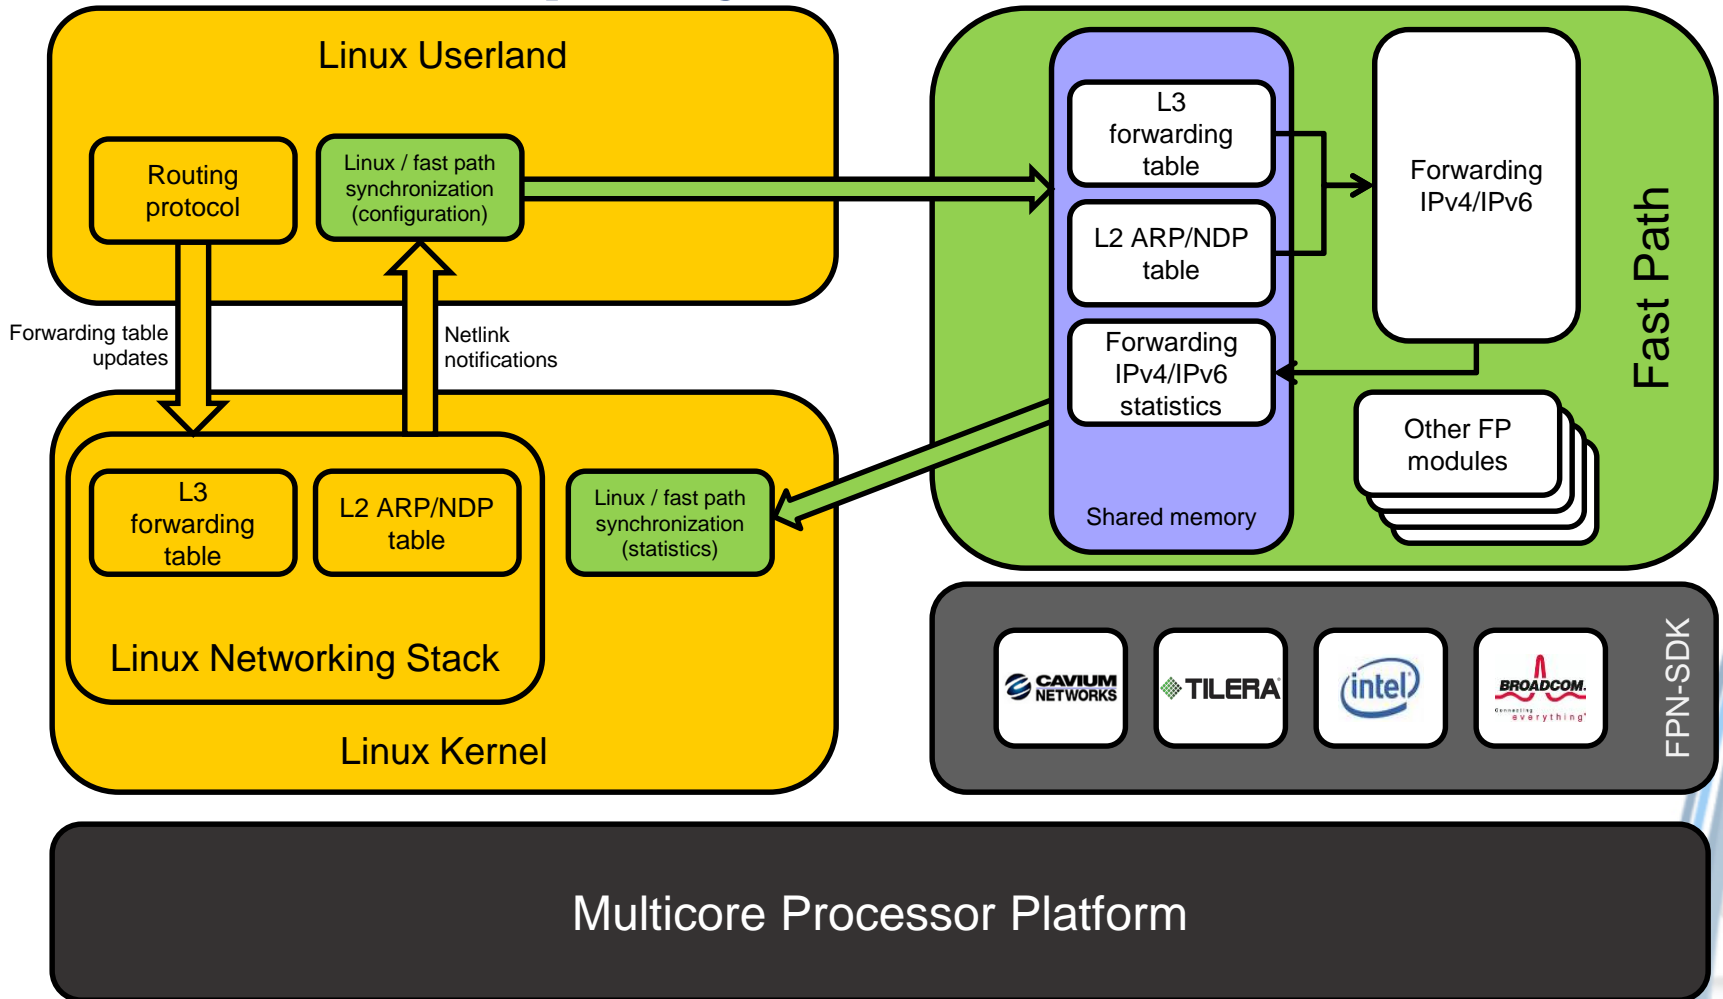 Linux Userland
Routing
protocol
Linux / fast path
synchronization
(configuration)
Forwarding table
updates
Netlink
notifications
L3
forwarding
table
L2 ARP/NDP
table
Linux / fast path
synchronization
(statistics)
Linux Networking Stack
Linux Kernel
L3
forwarding
table
L2 ARP/NDP
table
Forwarding
IPv4/IPv6
statistics
Shared memory
Forwarding
IPv4/IPv6
Other FP
modules
Fast Path
CAVIUM
NETWORKS
TILERA
intel
BROADCOM.
Connecting
everything
FPN-SDK
Multicore Processor Platform